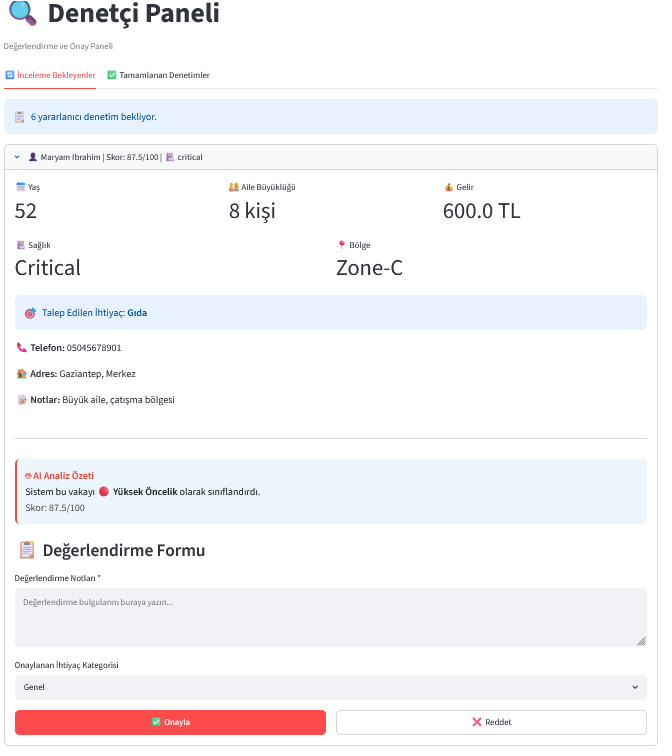 Denetçi Paneli
Değerlendirme ve Onay Paneli
İnceleme Bekleyenler
Tamamlanan Denetimler
6 yararlanıcı denetim bekliyor.
Maryam Ibrahim | Skor: 87.5/100 | critical
Yaş
Aile Büyüklüğü
Gelir
52
8 kişi
600.0 TL
Sağlık
Bölge
Critical
Zone-C
Talep Edilen İhtiyaç: Gıda
Telefon: 05045678901
Adres: Gaziantep, Merkez
Notlar: Büyük aile, çatışma bölgesi
AI Analiz Özeti
Sistem bu vakayı Yüksek Öncelik olarak sınıflandırdı.
Skor: 87.5/100
Değerlendirme Formu
Değerlendirme Notları *
Değerlendirme bulgularını buraya yazın...
Onaylanan İhtiyaç Kategorisi
Genel
Onayla
Reddet